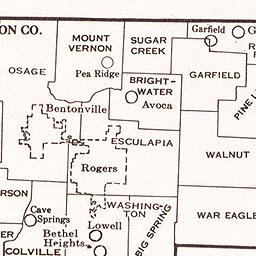 ON CO.
MOUNT
VERNON
SUGAR
CREEK
Garfield
Pea Ridge
OSAGE
BRIGHT-
WATER
GARFIELD
Avoca
Bentonville
PINE
ESCULAPIA
WALNUT
Rogers
WASHING-
TON
WAR EAGLE
BIG SPRING
Cave
Springs
Lowell
Bethel
Heights